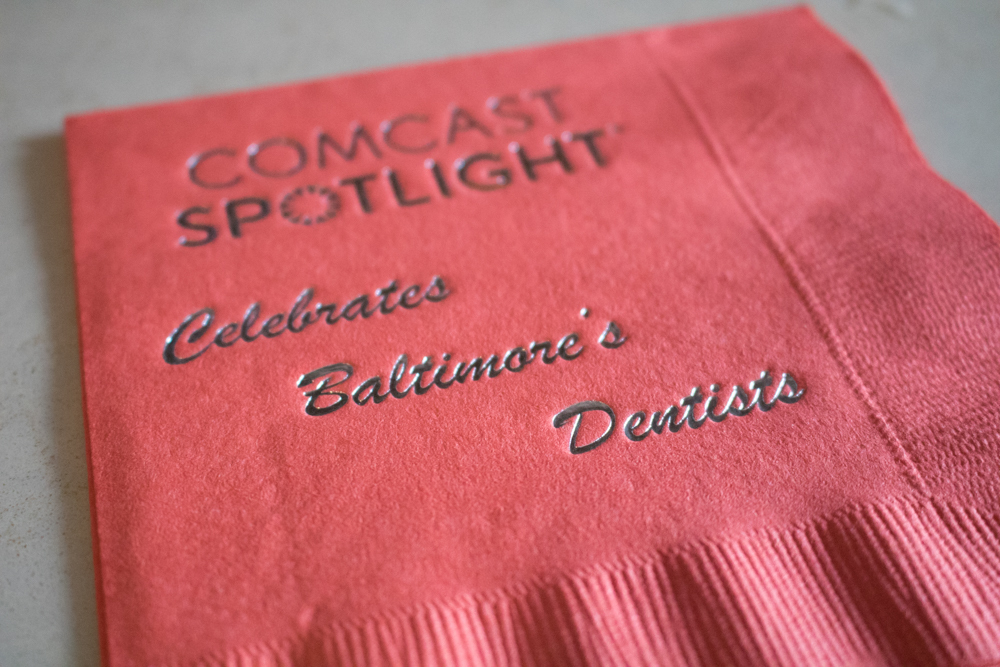 COMCAST
SPOTLIGHT
Celebrates
Baltimore's
Dentists